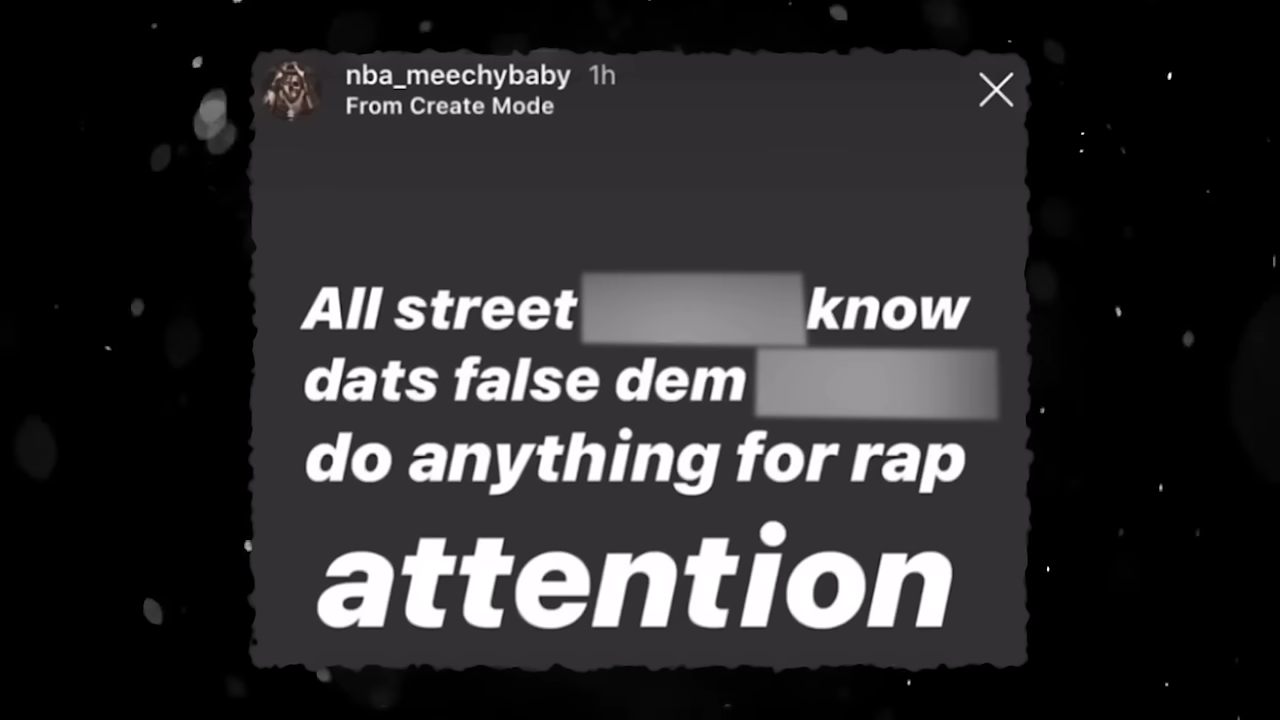 nba_meechybaby 1h
From Create Mode
All street know
dats false dem
do anything for rap
attention